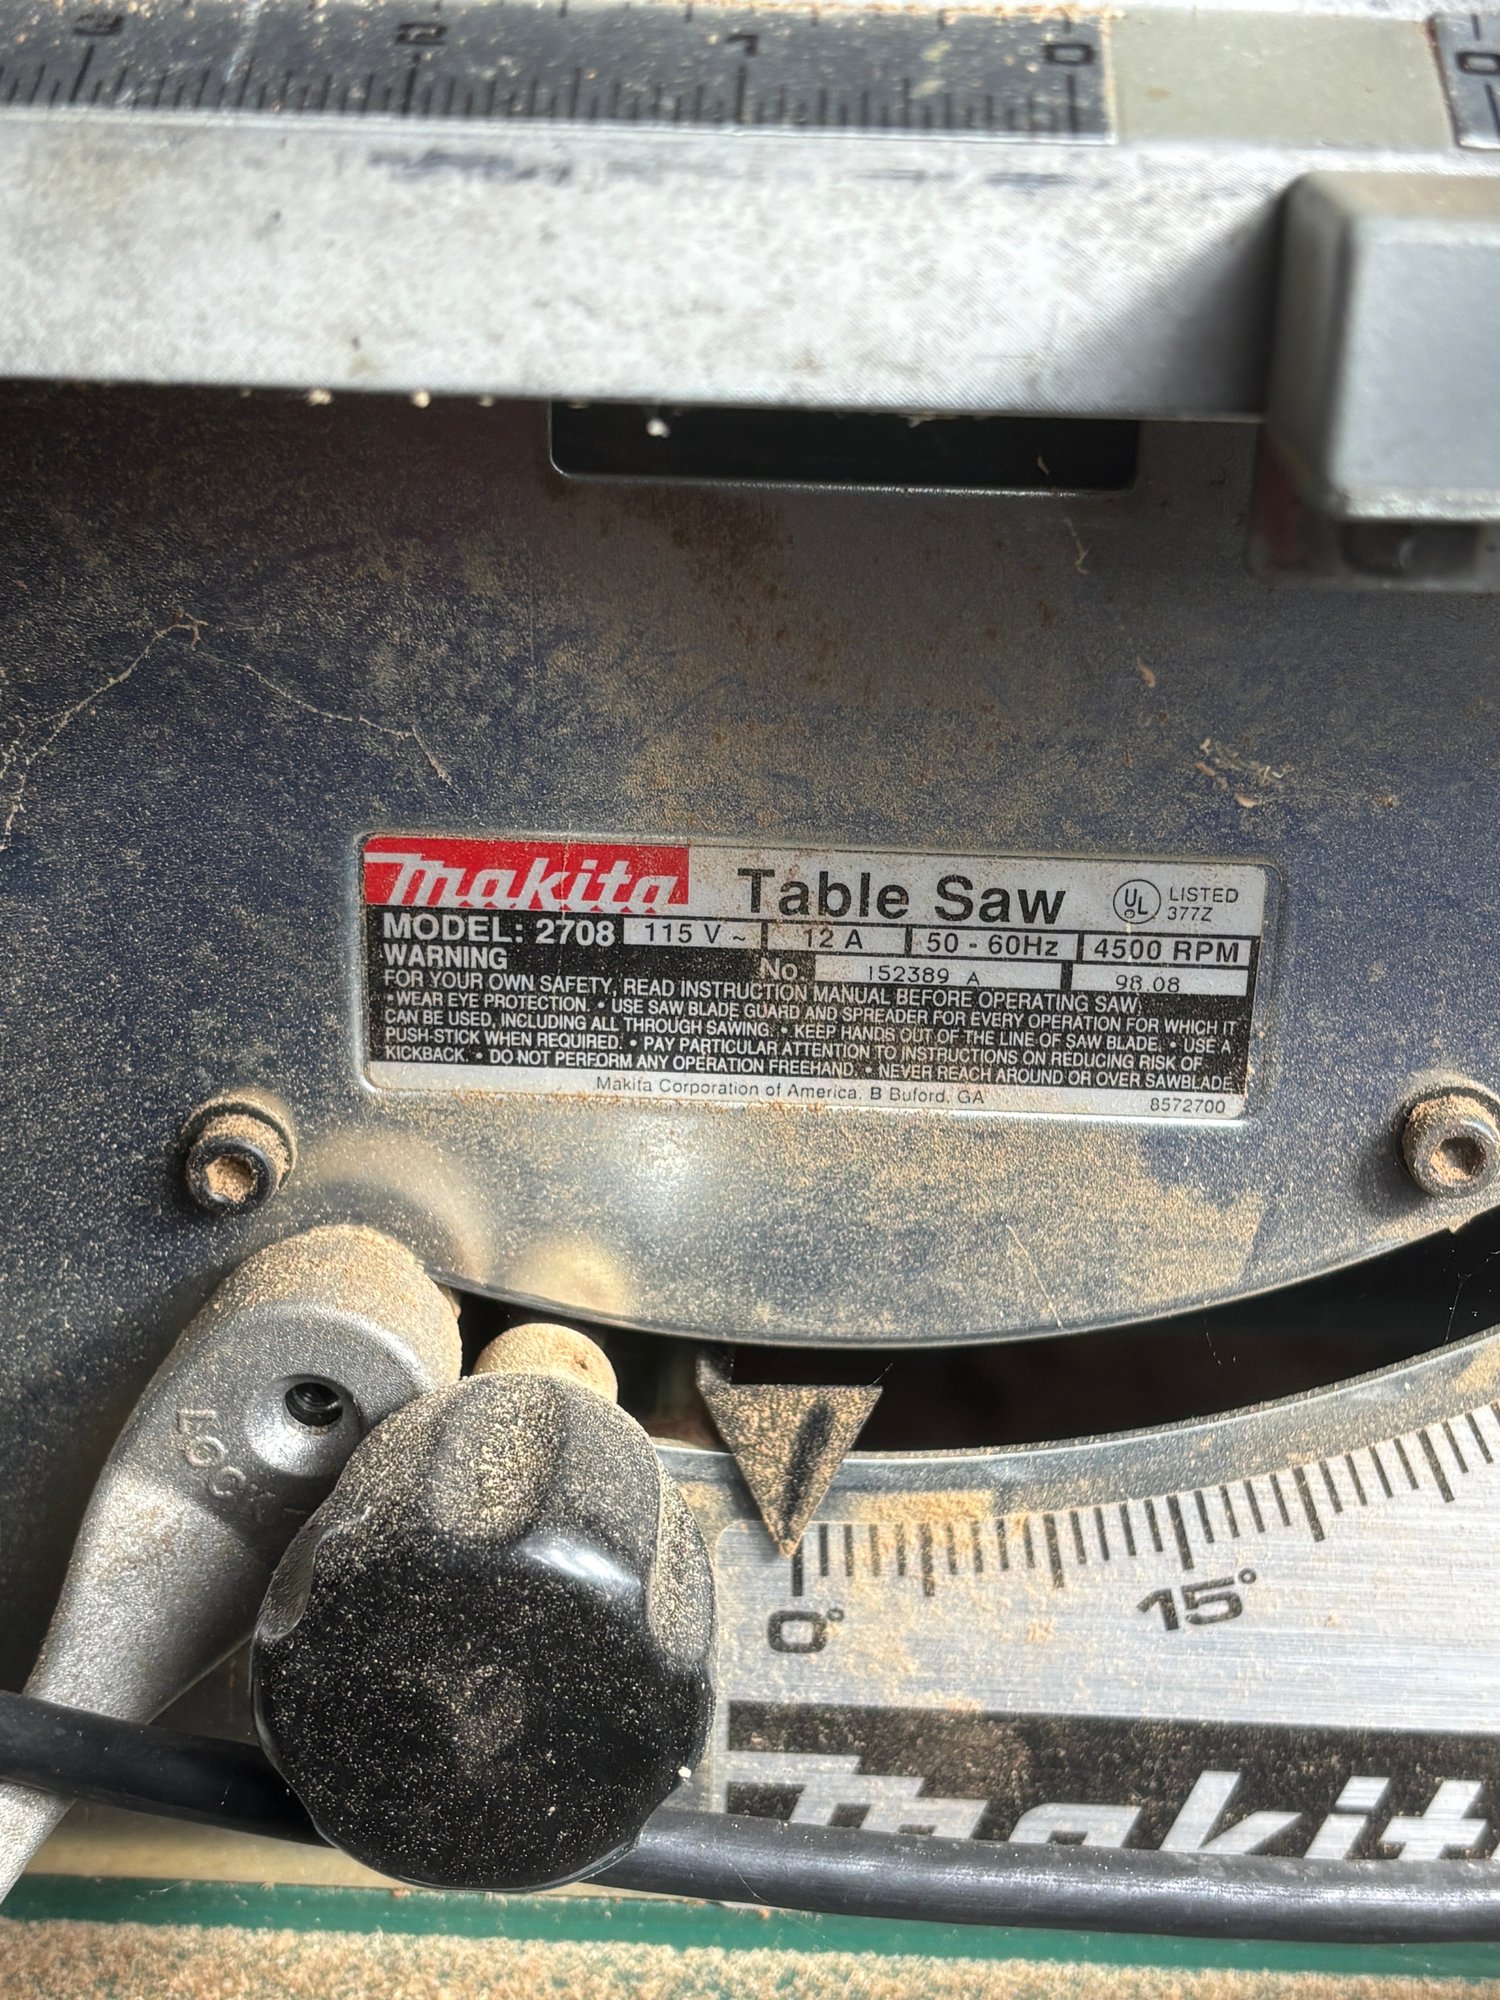 3 2 1 0 0
makita Table Saw UL LISTED
377Z
MODEL: 2708 115 V ~ 12 A 50 - 60Hz 4500 RPM
WARNING No. 152389 A 98.08
FOR YOUR OWN SAFETY, READ INSTRUCTION MANUAL BEFORE OPERATING SAW.
•WEAR EYE PROTECTION. • USE SAW BLADE GUARD AND SPREADER FOR EVERY OPERATION FOR WHICH IT
CAN BE USED, INCLUDING ALL THROUGH SAWING. • KEEP HANDS OUT OF THE LINE OF SAW BLADE. • USE A
PUSH-STICK WHEN REQUIRED. • PAY PARTICULAR ATTENTION TO INSTRUCTIONS ON REDUCING RISK OF
KICKBACK. • DO NOT PERFORM ANY OPERATION FREEHAND. • NEVER REACH AROUND OR OVER SAWBLADE
Makita Corporation of America, B Buford, GA
8572700
LOCK
0° 15°
makit